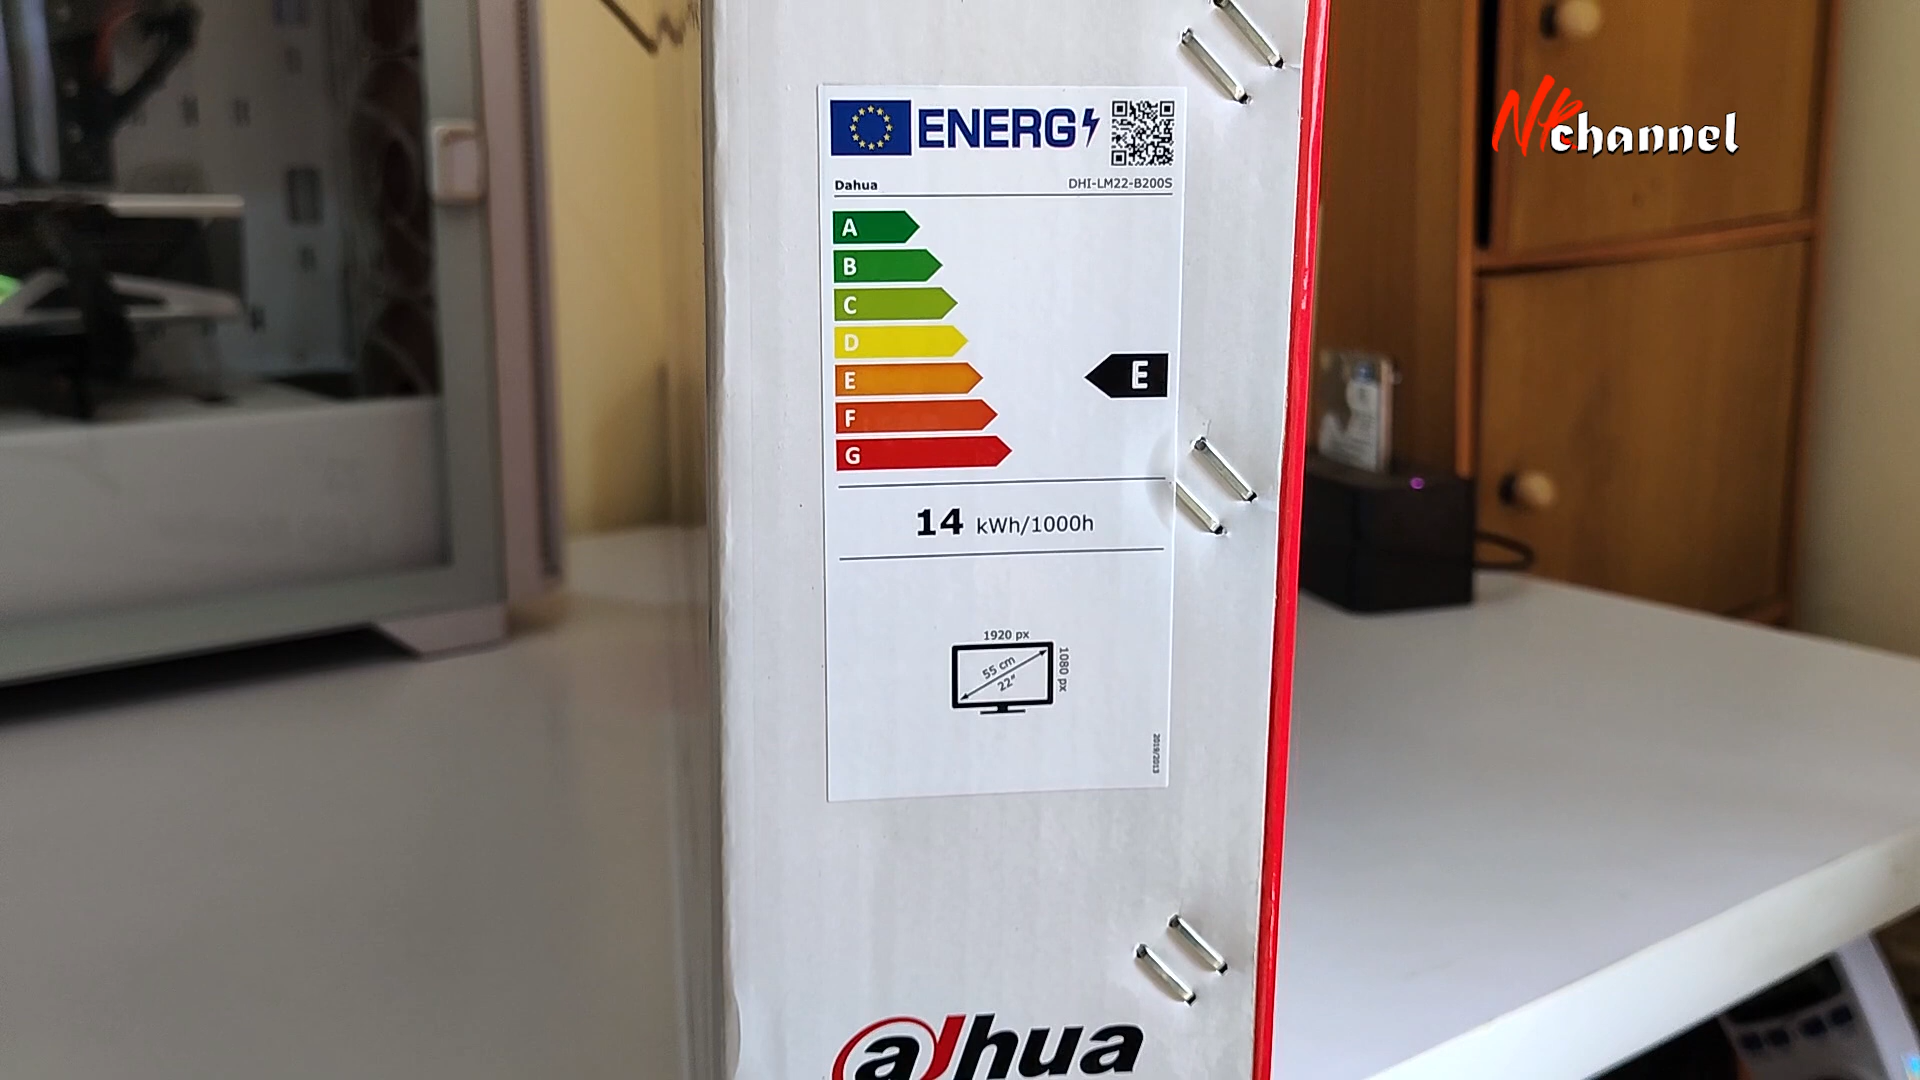 NR
channel
ENERG
Dahua DHI-LM22-B200S
A
B
C
D
E
E
F
G
14 kWh/1000h
1920 px
1080 px
55 cm
22"
2019/2013
alhua